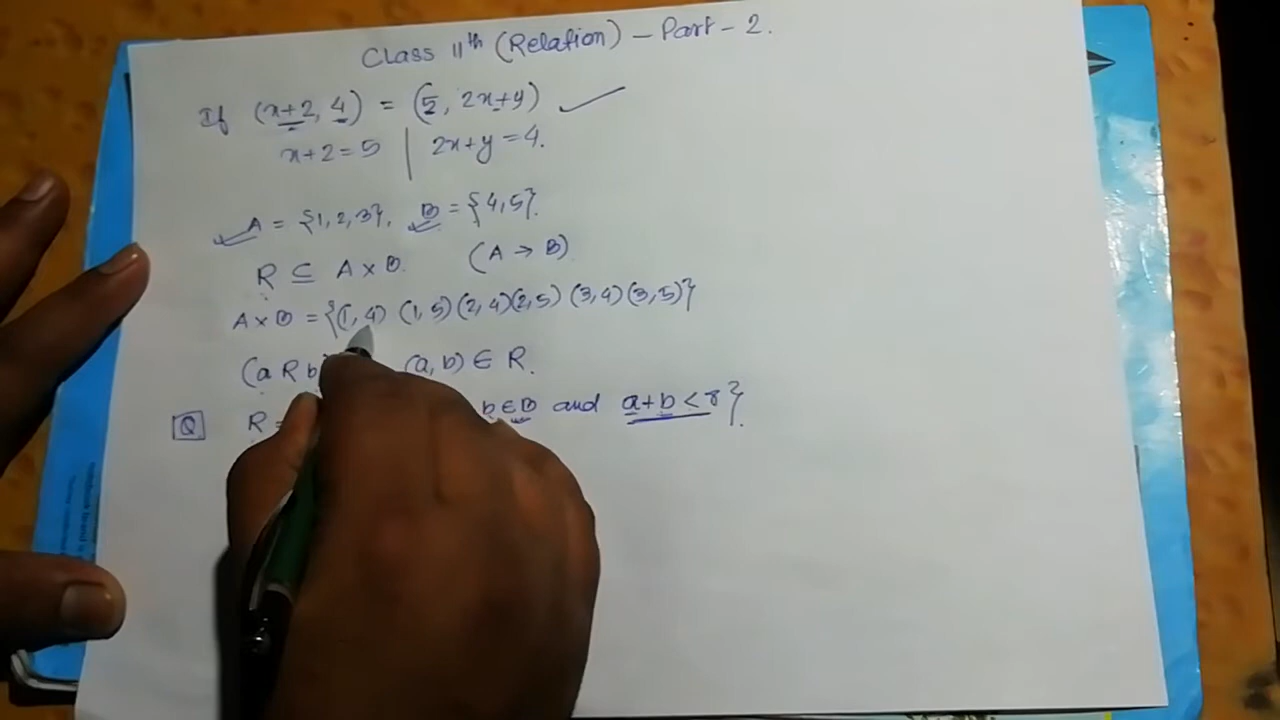 Class 11th (Relation) - Part - 2.
If (x+2, 4) = (5, 2x+y)
x+2=5 | 2x+y=4.
A = {1,2,3}, B = {4,5}.
R ⊆ A×B. (A → B)
A×B = {(1,4) (1,5) (2,4)(2,5) (3,4)(3,5)}
(a R b (a,b) ∈ R.
Q R = b∈B and a+b<8}.